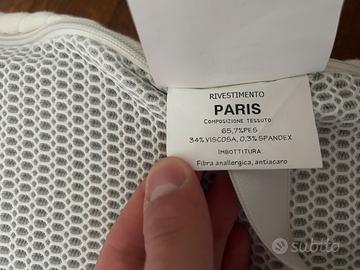 RIVESTIMENTO
PARIS
COMPOSIZIONE TESSUTO
65,7%PES
34% VISCOSA, 0,3% SPANDEX
IMBOTTITURA:
Fibra anallergica, antiacaro
subito